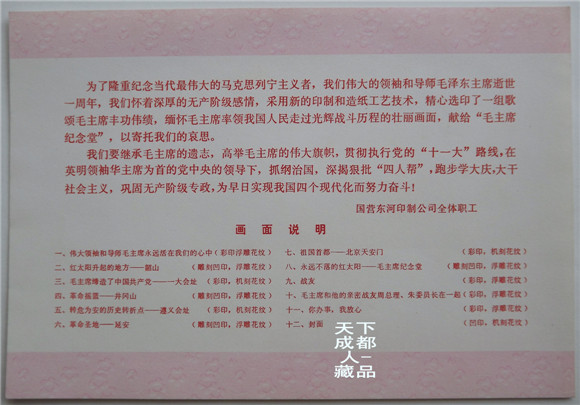 为了隆重纪念当代最伟大的马克思列宁主义者，我们伟大的领袖和导师毛泽东主席逝世
一周年，我们怀着深厚的无产阶级感情，采用新的印制和造纸工艺技术，精心选印了一组歌
颂毛主席丰功伟绩，缅怀毛主席率领我国人民走过光辉战斗历程的壮丽画面，献给“毛主席
纪念堂”，以寄托我们的哀思。
我们要继承毛主席的遗志，高举毛主席的伟大旗帜，贯彻执行党的“十一大”路线，在
英明领袖华主席为首的党中央的领导下，抓纲治国，深揭狠批“四人帮”，跑步学大庆，大干
社会主义，巩固无产阶级专政，为早日实现我国四个现代化而努力奋斗！
国营东河印制公司全体职工
画面说明
一、伟大领袖和导师毛主席永远活在我们的心中（彩印浮雕花纹）
二、红太阳升起的地方——韶山（雕刻凹印，浮雕花纹）
三、毛主席缔造了中国共产党——一大会址（彩印，机刻花纹）
四、革命摇篮——井冈山（雕刻凹印，浮雕花纹）
五、转危为安的历史转折点——遵义会址（彩印，机刻花纹）
六、革命圣地——延安（雕刻凹印，浮雕花纹）
七、祖国首都——北京天安门（彩印，机刻花纹）
八、永远不落的红太阳——毛主席纪念堂（雕刻凹印，浮雕花纹）
九、战友（彩印，机刻花纹）
十、毛主席和他的亲密战友周总理、朱委员长在一起（彩印，机刻花纹）
十一、你办事，我放心（彩印，机刻花纹）
十二、封面（凹印，机刻花纹）
天下
成都
人一
藏品